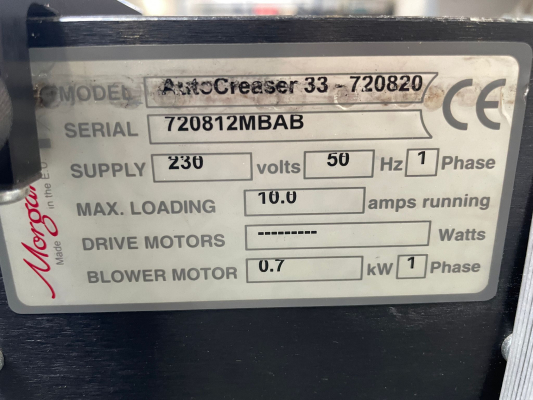 MODEL AutoCreaser 33 - 720820
SERIAL 720812MBAB
SUPPLY 230 volts 50 Hz 1 Phase
MAX. LOADING 10.0 amps running
DRIVE MOTORS --------- Watts
BLOWER MOTOR 0.7 kW 1 Phase
CE
Morgana
Made in the E.U